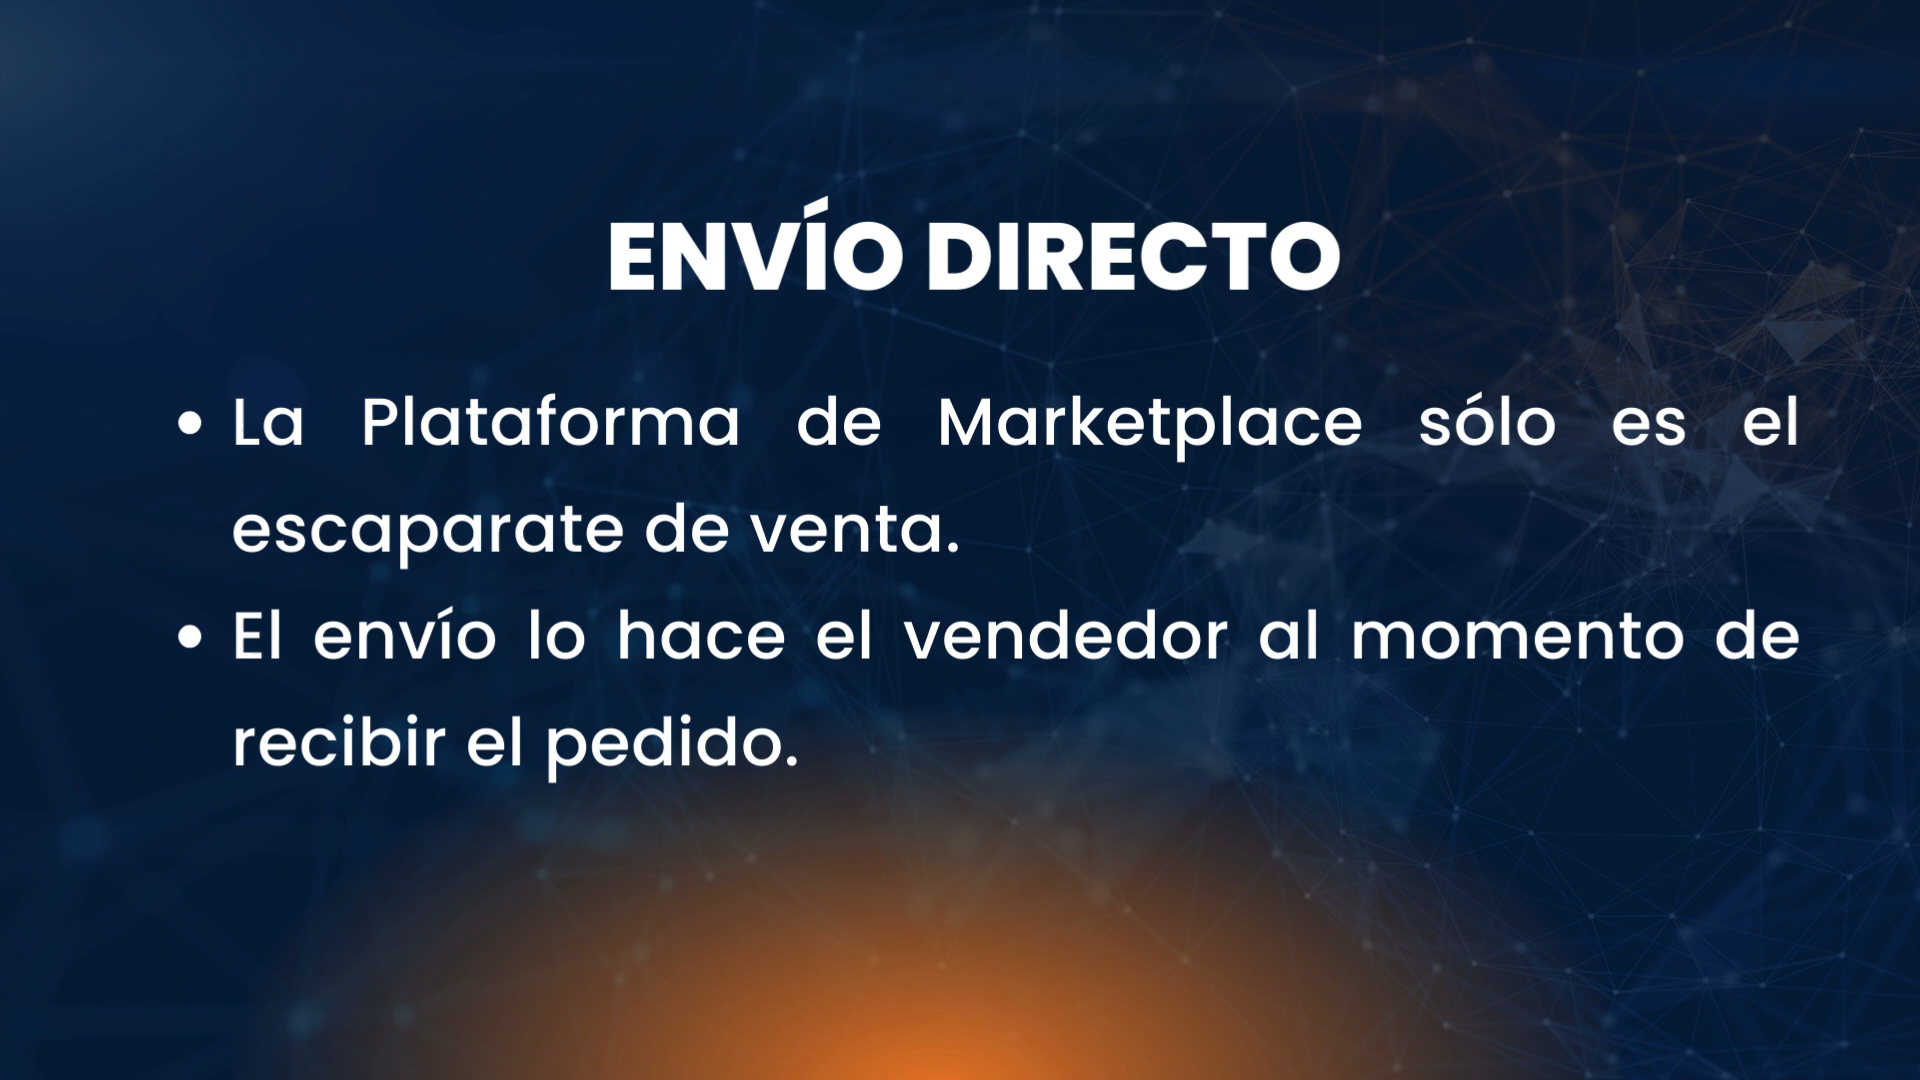 ENVÍO DIRECTO
• La Plataforma de Marketplace sólo es el
escaparate de venta.
• El envío lo hace el vendedor al momento de
recibir el pedido.